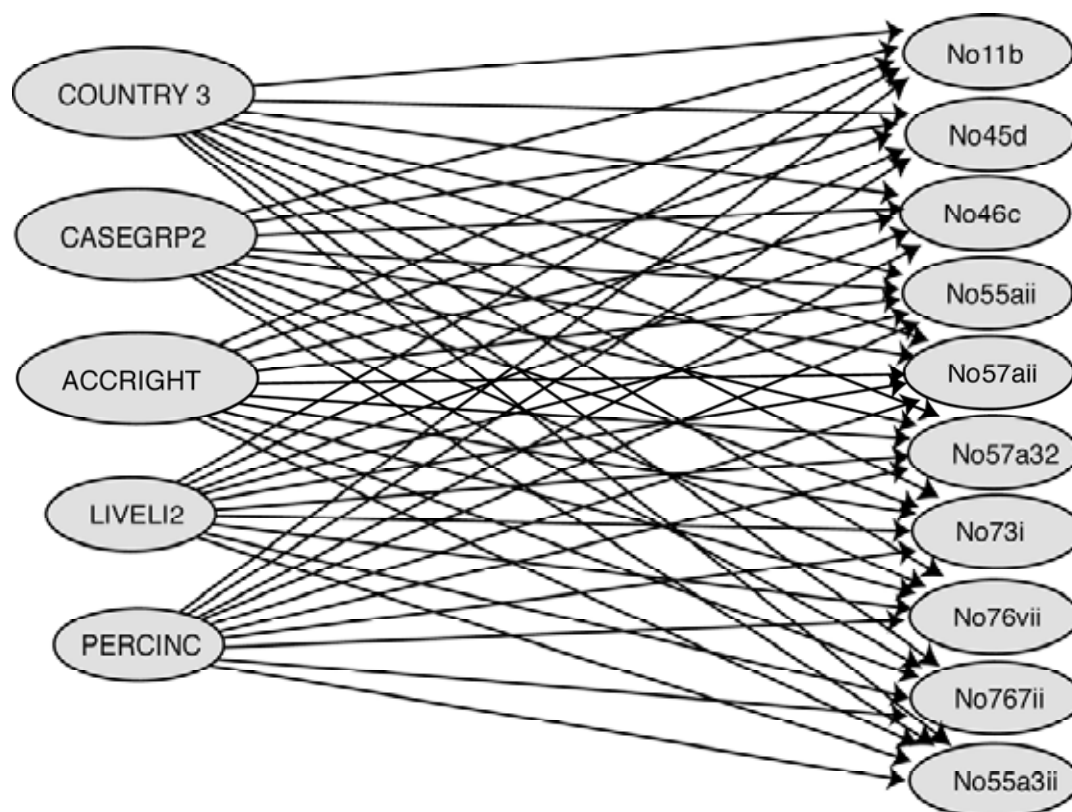 COUNTRY 3
CASEGRP2
ACCRIGHT
LIVELI2
PERCINC
No11b
No45d
No46c
No55aii
No57aii
No57a32
No73i
No76vii
No767ii
No55a3ii